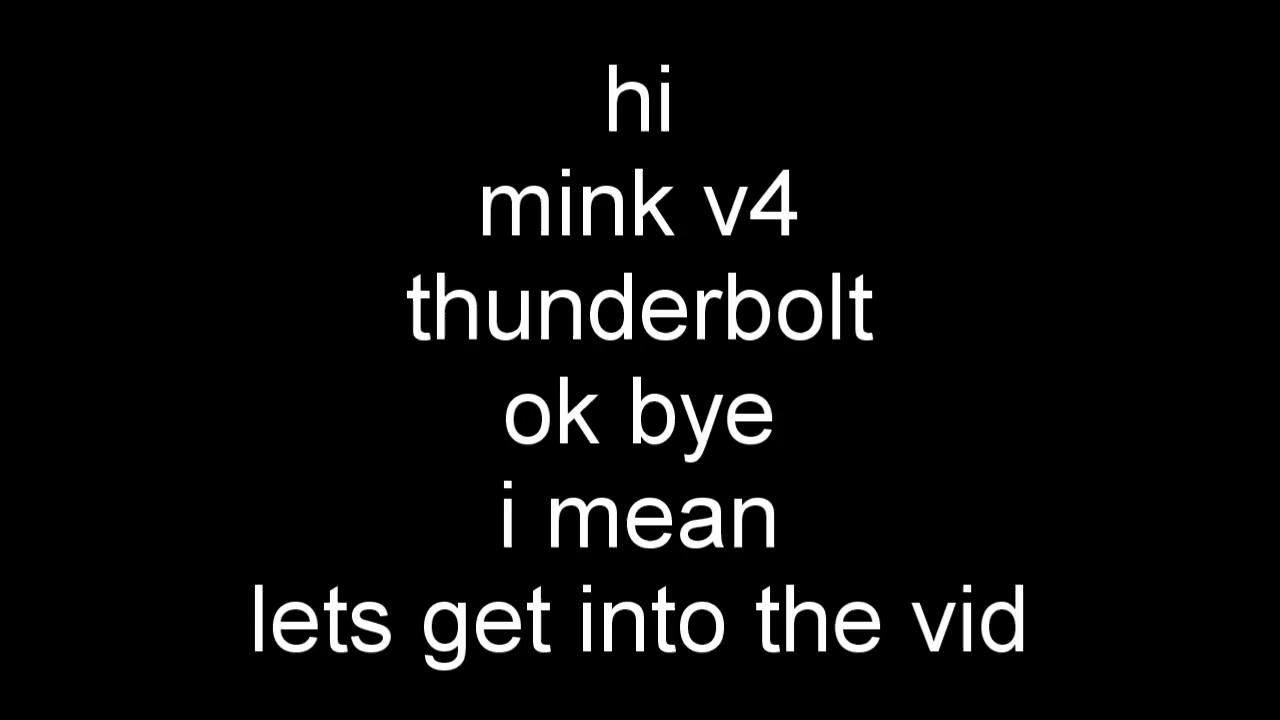 hi
mink v4
thunderbolt
ok bye
i mean
lets get into the vid